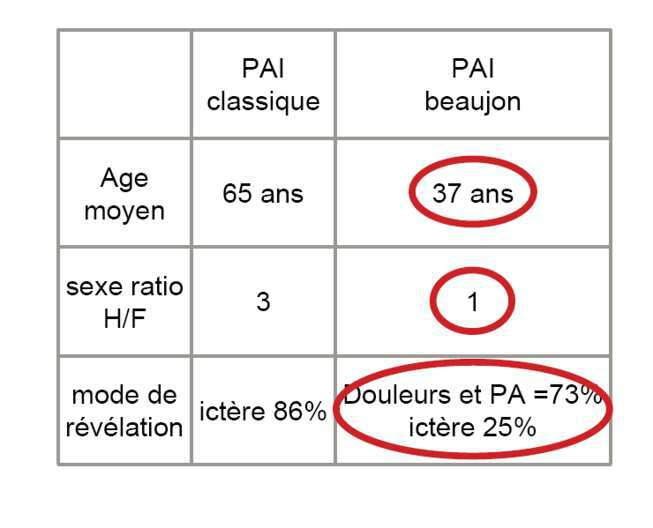 PAI
classique
PAI
beaujon
Age
moyen
65 ans
37 ans
sexe ratio
H/F
3
1
mode de
révélation
ictère 86%
Douleurs et PA =73%
ictère 25%